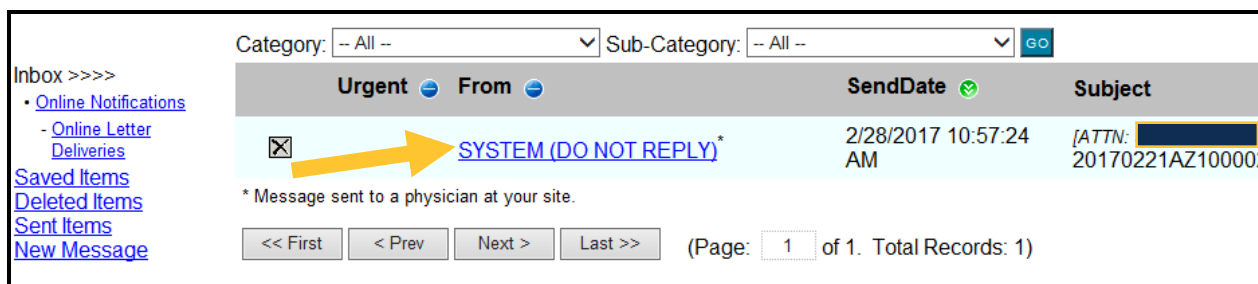 Category: -- All -- Sub-Category: -- All -- GO
Inbox >>>>
• Online Notifications
- Online Letter
Deliveries
Saved Items
Deleted Items
Sent Items
New Message
Urgent From SendDate Subject
SYSTEM (DO NOT REPLY)* 2/28/2017 10:57:24
AM
[ATTN:
20170221AZ10000
* Message sent to a physician at your site.
<< First < Prev Next > Last >> (Page: 1 of 1. Total Records: 1)